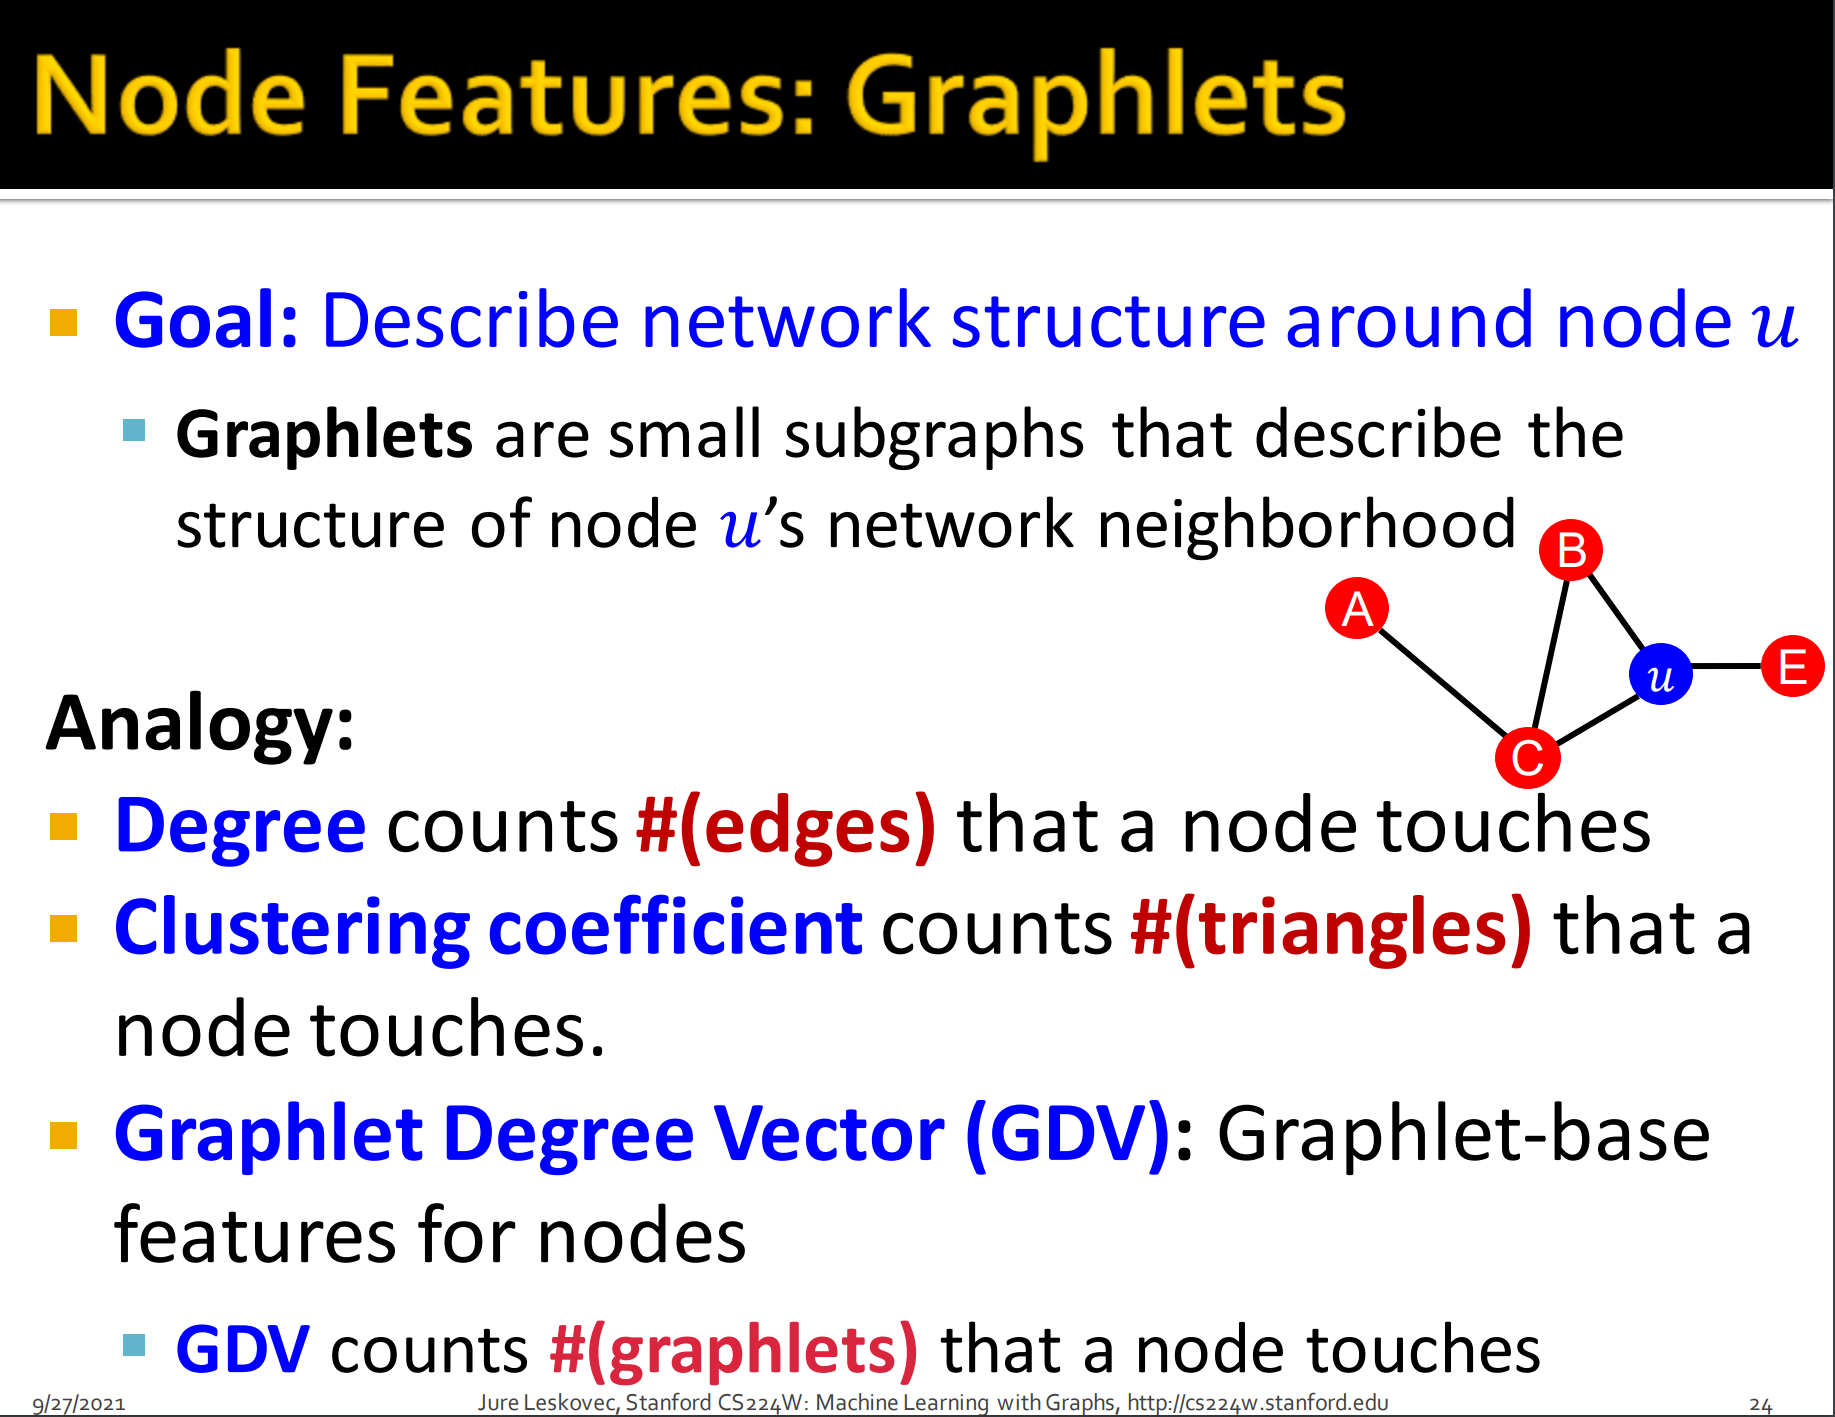 Node Features: Graphlets
Goal: Describe network structure around node u
Graphlets are small subgraphs that describe the
structure of node u’s network neighborhood
B
A
u
E
C
Analogy:
Degree counts #(edges) that a node touches
Clustering coefficient counts #(triangles) that a
node touches.
Graphlet Degree Vector (GDV): Graphlet-base
features for nodes
GDV counts #(graphlets) that a node touches
9/27/2021
Jure Leskovec, Stanford CS224W: Machine Learning with Graphs, http://cs224w.stanford.edu
24